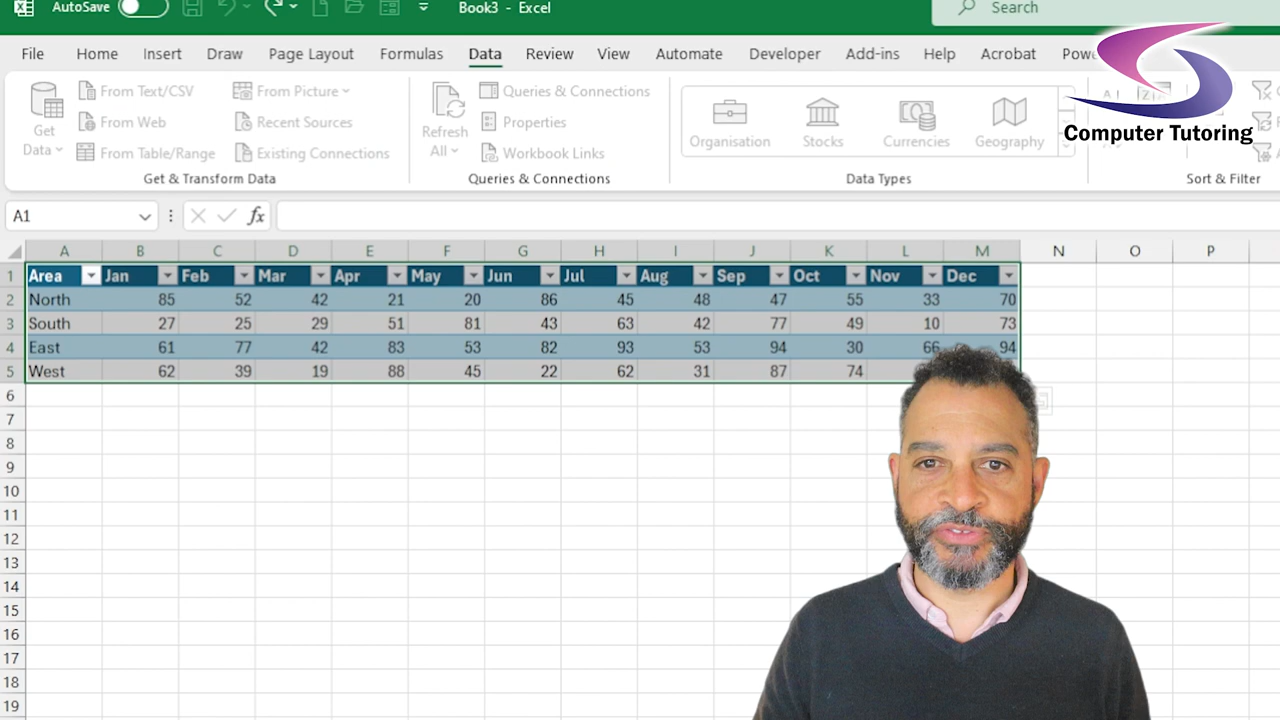 AutoSave
Book3 - Excel
Search
File Home Insert Draw Page Layout Formulas Data Review View Automate Developer Add-ins Help Acrobat
Computer Tutoring
Get Data
From Text/CSV
From Web
From Table/Range
From Picture
Recent Sources
Existing Connections
Get & Transform Data
Refresh All
Queries & Connections
Properties
Workbook Links
Queries & Connections
Organisation Stocks Currencies Geography
Data Types
Sort & Filter
A1 fx
A B C D E F G H I J K L M N O P
1 Area Jan Feb Mar Apr May Jun Jul Aug Sep Oct Nov Dec
2 North 85 52 42 21 20 86 45 48 47 55 33 70
3 South 27 25 29 51 81 43 63 42 77 49 10 73
4 East 61 77 42 83 53 82 93 53 94 30 66 94
5 West 62 39 19 88 45 22 62 31 87 74
6
7
8
9
10
11
12
13
14
15
16
17
18
19